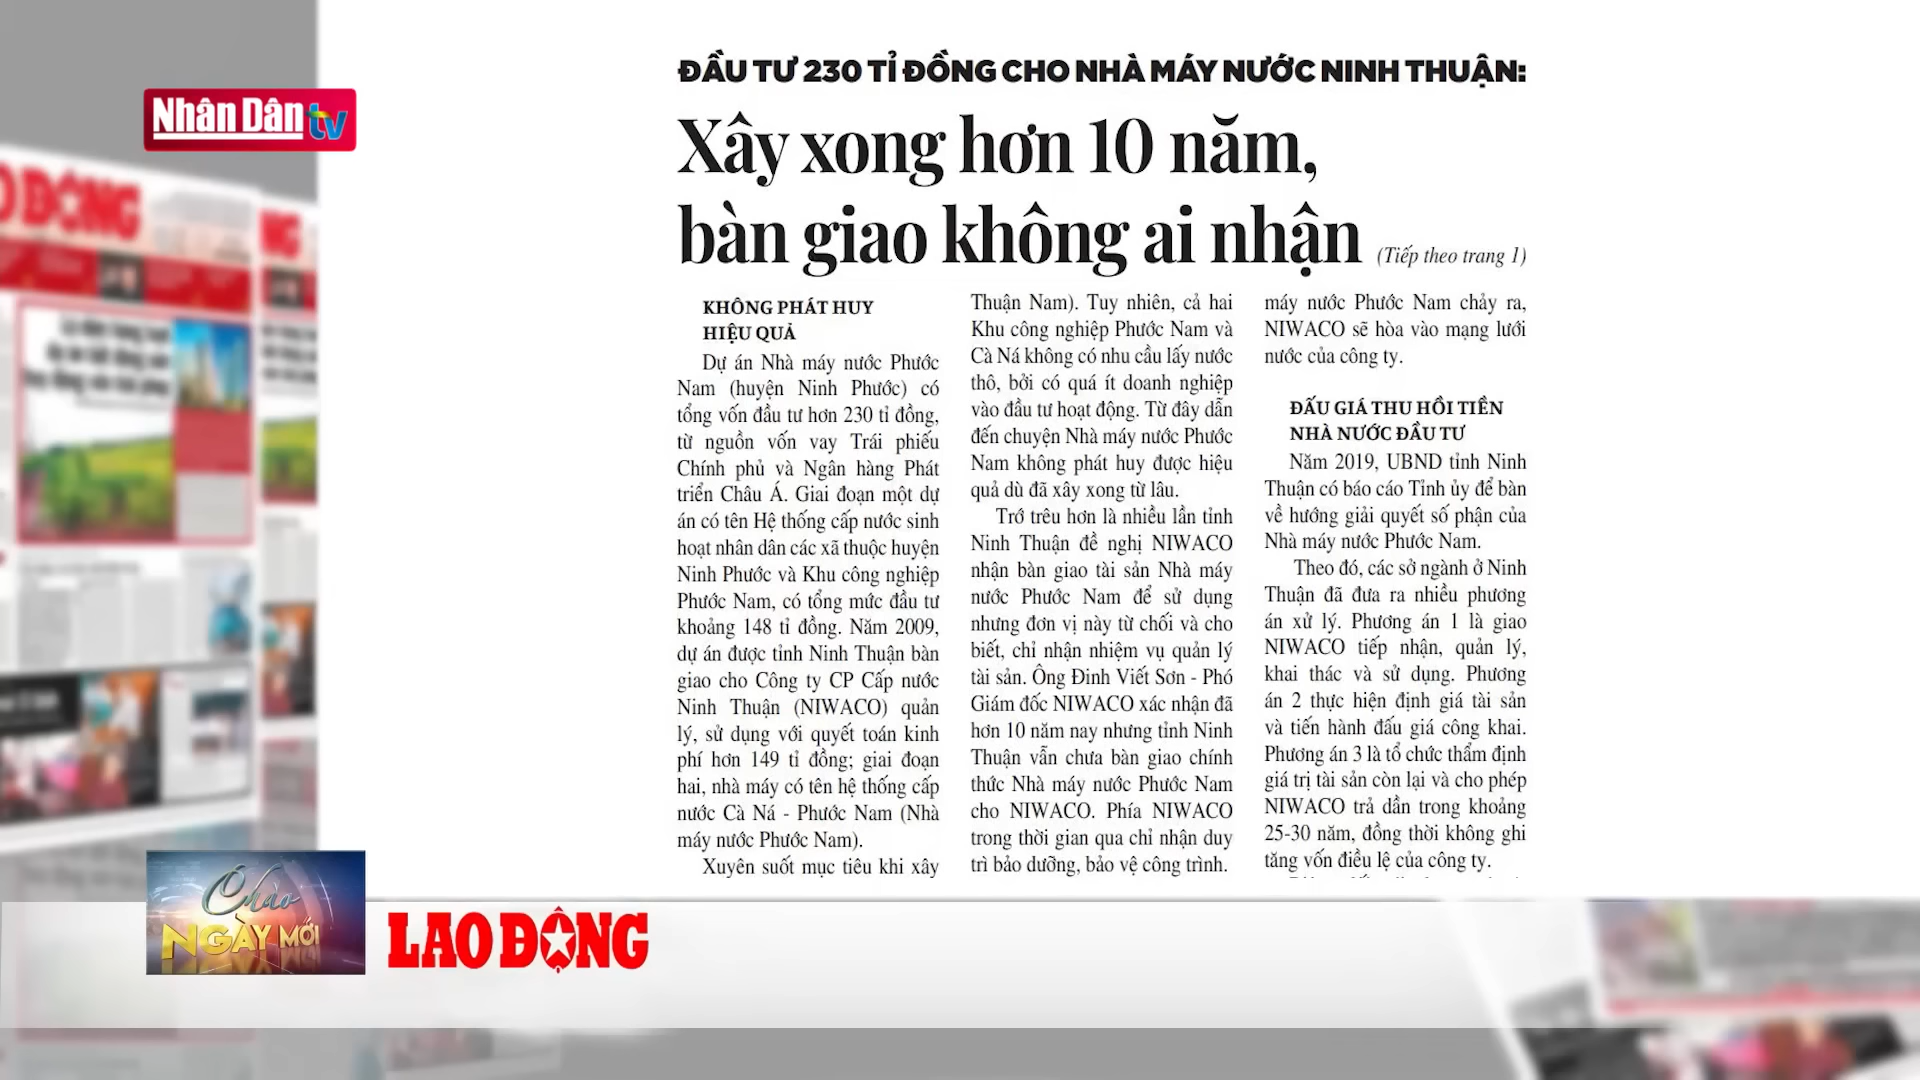 Nhân Dân tv
LAO ĐỘNG
ĐẦU TƯ 230 TỈ ĐỒNG CHO NHÀ MÁY NƯỚC NINH THUẬN:
Xây xong hơn 10 năm,
bàn giao không ai nhận
(Tiếp theo trang 1)
KHÔNG PHÁT HUY
HIỆU QUẢ
Dự án Nhà máy nước Phước
Nam (huyện Ninh Phước) có
tổng vốn đầu tư hơn 230 tỉ đồng,
từ nguồn vốn vay Trái phiếu
Chính phủ và Ngân hàng Phát
triển Châu Á. Giai đoạn một dự
án có tên Hệ thống cấp nước sinh
hoạt nhân dân các xã thuộc huyện
Ninh Phước và Khu công nghiệp
Phước Nam, có tổng mức đầu tư
khoảng 148 tỉ đồng. Năm 2009,
dự án được tỉnh Ninh Thuận bàn
giao cho Công ty CP Cấp nước
Ninh Thuận (NIWACO) quản
lý, sử dụng với quyết toán kinh
phí hơn 149 tỉ đồng; giai đoạn
hai, nhà máy có tên hệ thống cấp
nước Cà Ná - Phước Nam (Nhà
máy nước Phước Nam).
Xuyên suốt mục tiêu khi xây
Thuận Nam). Tuy nhiên, cả hai
Khu công nghiệp Phước Nam và
Cà Ná không có nhu cầu lấy nước
thô, bởi có quá ít doanh nghiệp
vào đầu tư hoạt động. Từ đây dẫn
đến chuyện Nhà máy nước Phước
Nam không phát huy được hiệu
quả dù đã xây xong từ lâu.
Trớ trêu hơn là nhiều lần tỉnh
Ninh Thuận đề nghị NIWACO
nhận bàn giao tài sản Nhà máy
nước Phước Nam để sử dụng
nhưng đơn vị này từ chối và cho
biết, chỉ nhận nhiệm vụ quản lý
tài sản. Ông Đinh Viết Sơn - Phó
Giám đốc NIWACO xác nhận đã
hơn 10 năm nay nhưng tỉnh Ninh
Thuận vẫn chưa bàn giao chính
thức Nhà máy nước Phước Nam
cho NIWACO. Phía NIWACO
trong thời gian qua chỉ nhận duy
trì bảo dưỡng, bảo vệ công trình.
máy nước Phước Nam chảy ra,
NIWACO sẽ hòa vào mạng lưới
nước của công ty.
ĐẤU GIÁ THU HỒI TIỀN
NHÀ NƯỚC ĐẦU TƯ
Năm 2019, UBND tỉnh Ninh
Thuận có báo cáo Tỉnh ủy để bàn
về hướng giải quyết số phận của
Nhà máy nước Phước Nam.
Theo đó, các sở ngành ở Ninh
Thuận đã đưa ra nhiều phương
án xử lý. Phương án 1 là giao
NIWACO tiếp nhận, quản lý,
khai thác và sử dụng. Phương
án 2 thực hiện định giá tài sản
và tiến hành đấu giá công khai.
Phương án 3 là tổ chức thẩm định
giá trị tài sản còn lại và cho phép
NIWACO trả dần trong khoảng
25-30 năm, đồng thời không ghi
tăng vốn điều lệ của công ty.
Chào
NGÀY MỚI
LAO ĐỘNG